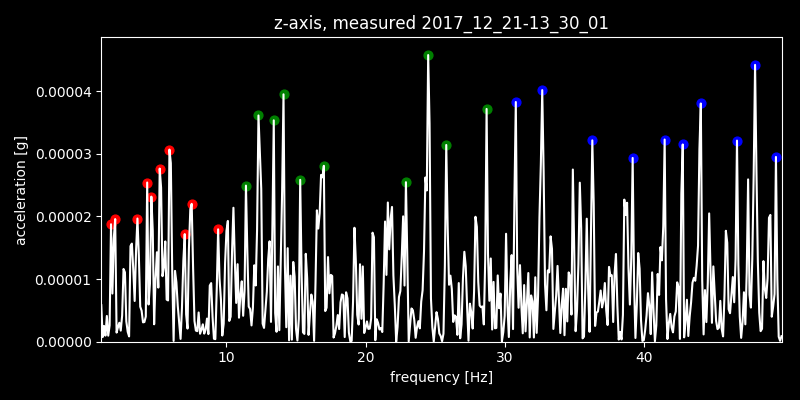 z-axis, measured 2017_12_21-13_30_01
0.00004
0.00003
0.00002
0.00001
0.00000
acceleration [g]
10 20 30 40
frequency [Hz]